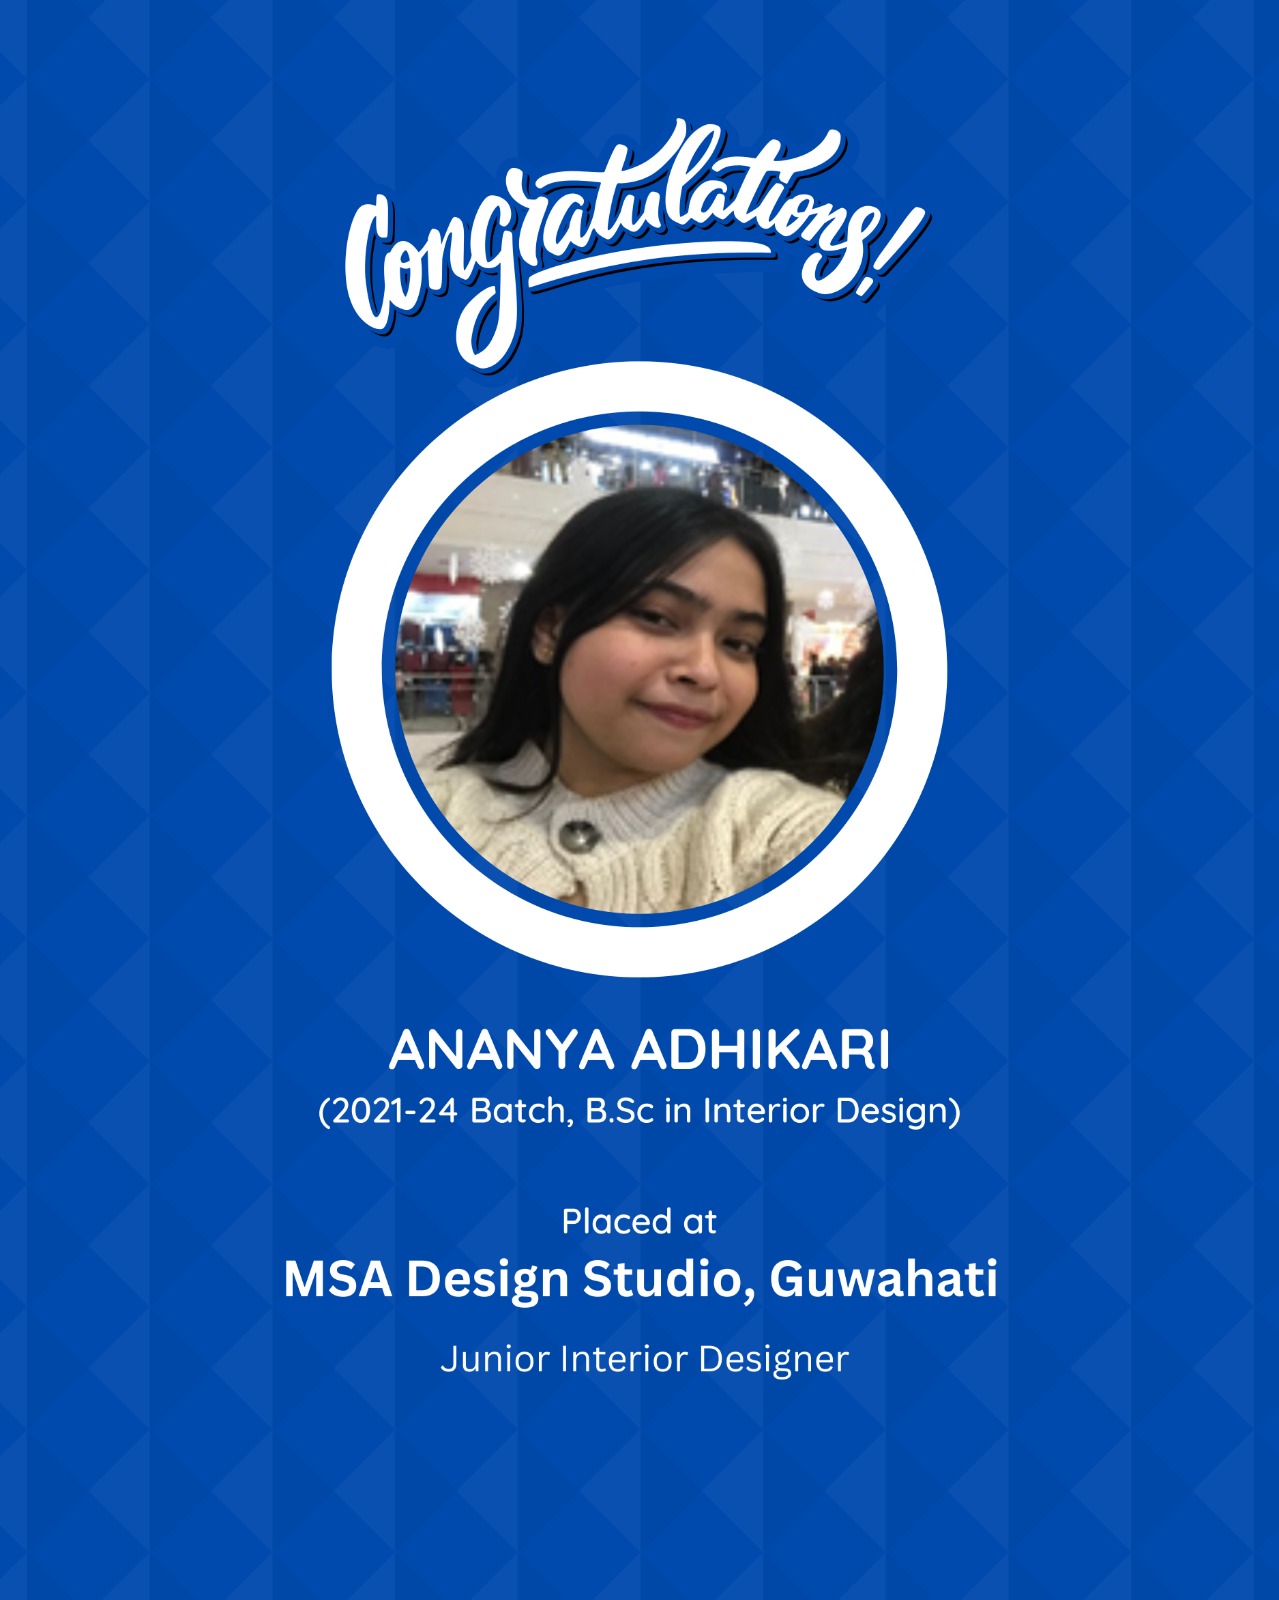 Congratulations!
ANANYA ADHIKARI
(2021-24 Batch, B.Sc in Interior Design)
Placed at
MSA Design Studio, Guwahati
Junior Interior Designer